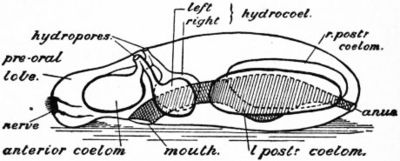 left
right } hydrocoel.
hydropores.
r. postr
coelom.
pre-oral
lobe.
anus
nerve
anterior coelom
mouth.
l postr coelom.